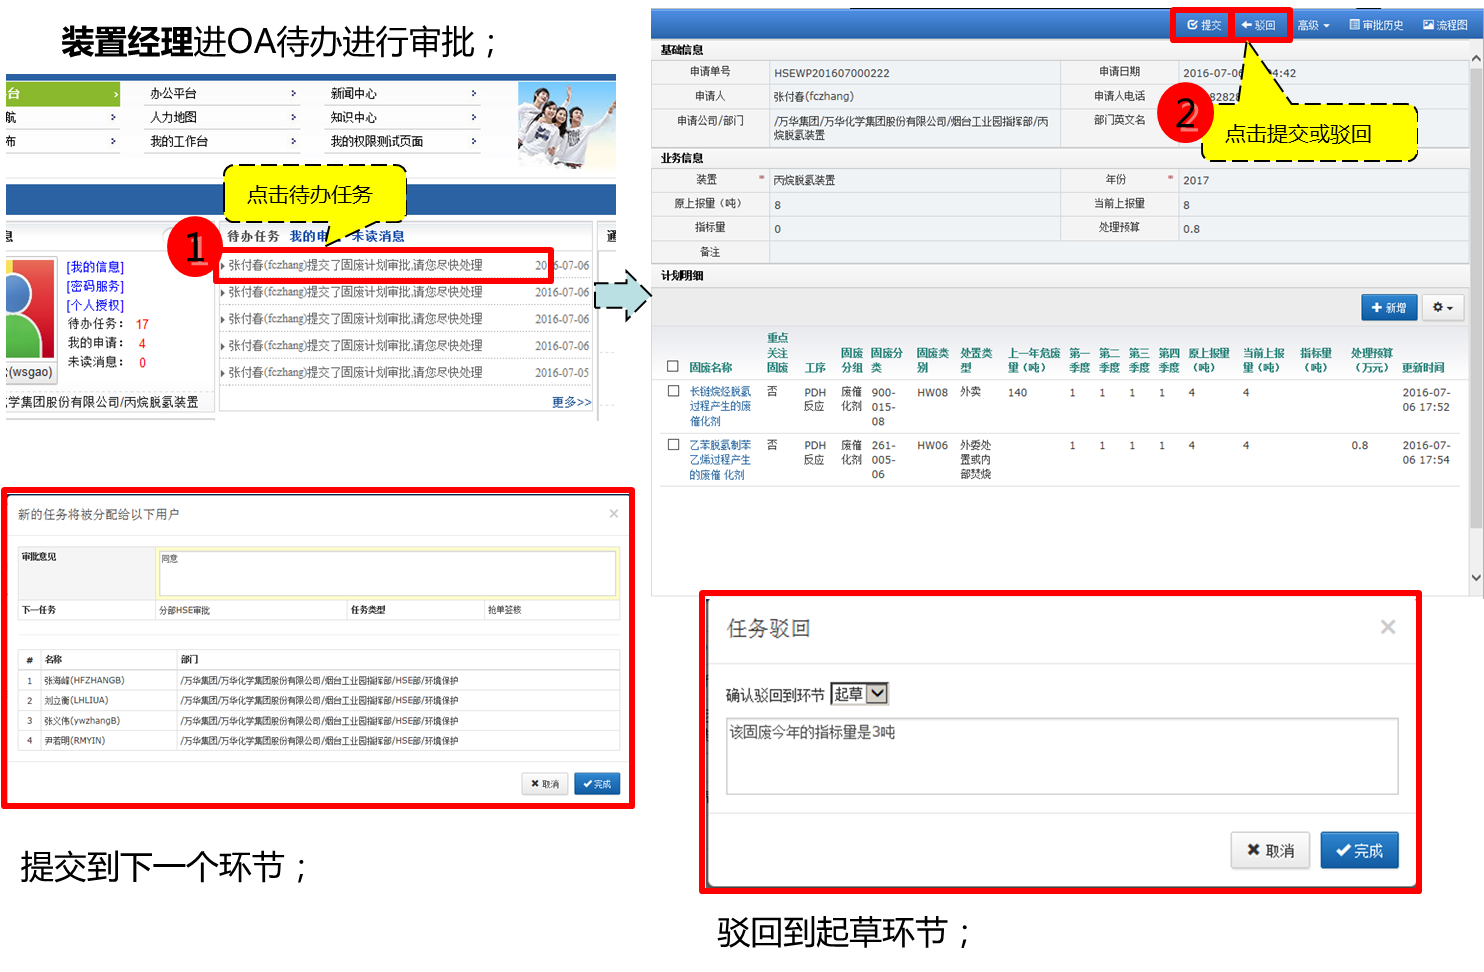 装置经理进OA待办进行审批；
台
办公平台
新闻中心
航
人力地图
知识中心
布
我的工作台
我的权限测试页面
点击待办任务
息
1
待办任务 我的申 未读消息
通
张付春(fczhang)提交了固废计划审批,请您尽快处理 2016-07-06
张付春(fczhang)提交了固废计划审批,请您尽快处理 2016-07-06
张付春(fczhang)提交了固废计划审批,请您尽快处理 2016-07-06
张付春(fczhang)提交了固废计划审批,请您尽快处理 2016-07-06
张付春(fczhang)提交了固废计划审批,请您尽快处理 2016-07-05
更多>>
[我的信息]
[密码服务]
[个人授权]
待办任务： 17
我的申请： 4
未读消息： 0
(wsgao)
学集团股份有限公司/丙烷脱氢装置
提交 驳回 高级 审批历史 流程图
基础信息
申请单号 HSEWP201607000222 申请日期 2016-07-06 4:42
申请人 张付春(fczhang) 申请人电话 82828
申请公司/部门 /万华集团/万华化学集团股份有限公司/烟台工业园指挥部/丙烷脱氢装置 部门英文名
2
点击提交或驳回
业务信息
装置 * 丙烷脱氢装置 年份 * 2017
原上报量（吨） 8 当前上报量 8
指标量 0 处理预算 0.8
备注
计划明细
新增
固废名称 重点关注固废 工序 固废分组 固废分类 固废类别 处置类型 上一年危废量（吨） 第一季度 第二季度 第三季度 第四季度 原上报量（吨） 当前上报量（吨） 指标量（吨） 处理预算（万元） 更新时间
长链烷烃脱氢过程产生的废催化剂 否 PDH反应 废催化剂 900-015-08 HW08 外卖 140 1 1 1 1 4 4 2016-07-06 17:52
乙苯脱氢制苯乙烯过程产生的废催 化剂 否 PDH反应 废催化剂 261-005-06 HW06 外委处置或内部焚烧 1 1 1 1 4 4 0.8 2016-07-06 17:54
新的任务将被分配给以下用户 ×
审批意见 同意
下一任务 分部HSE审批 任务类型 抢单签核
# 名称 部门
1 张海峰(HFZHANGB) /万华集团/万华化学集团股份有限公司/烟台工业园指挥部/HSE部/环境保护
2 刘立衡(LHLIUA) /万华集团/万华化学集团股份有限公司/烟台工业园指挥部/HSE部/环境保护
3 张义伟(ywzhangB) /万华集团/万华化学集团股份有限公司/烟台工业园指挥部/HSE部/环境保护
4 尹若明(RMYIN) /万华集团/万华化学集团股份有限公司/烟台工业园指挥部/HSE部/环境保护
取消 完成
提交到下一个环节；
任务驳回 ×
确认驳回到环节 起草
该固废今年的指标量是3吨
取消 完成
驳回到起草环节；